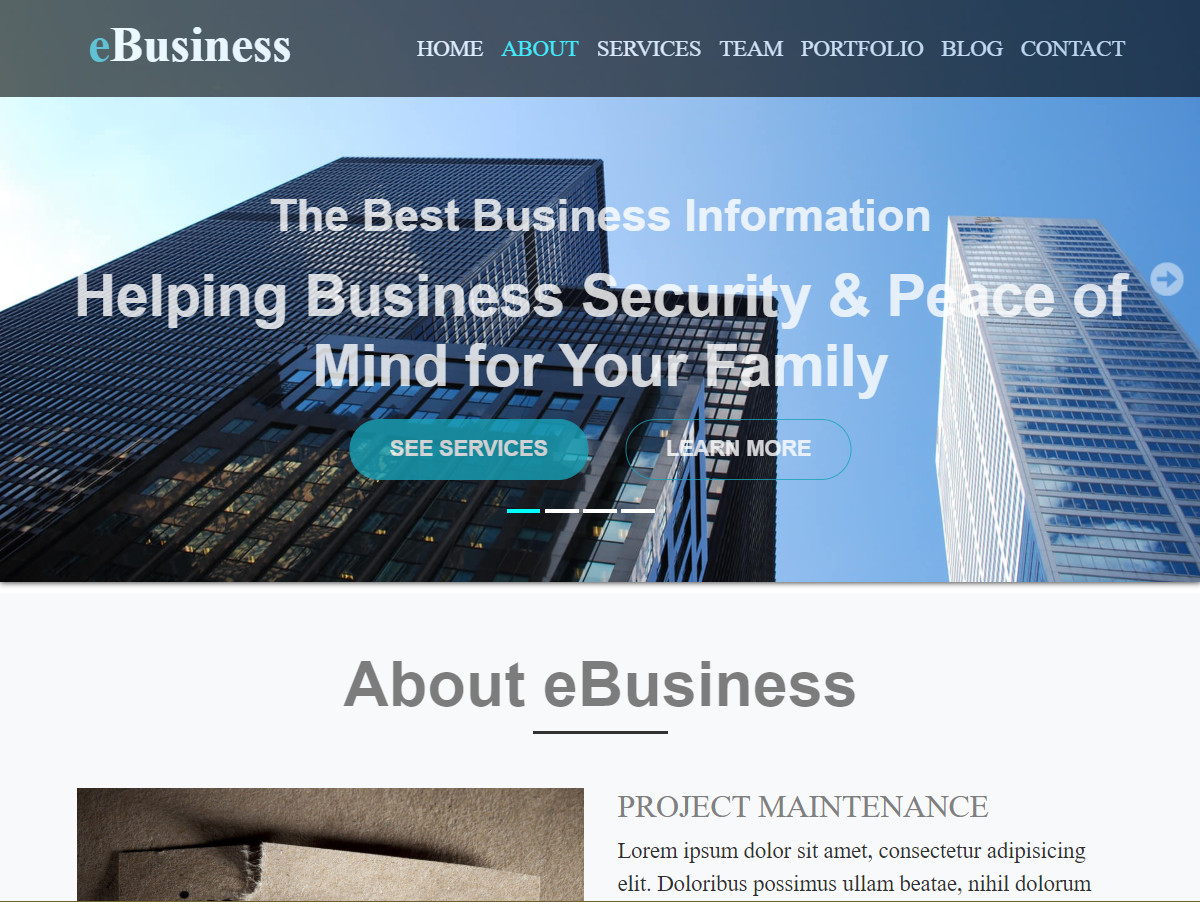 eBusiness
HOME ABOUT SERVICES TEAM PORTFOLIO BLOG CONTACT
The Best Business Information
Helping Business Security & Peace of
Mind for Your Family
SEE SERVICES
LEARN MORE
About eBusiness
PROJECT MAINTENANCE
Lorem ipsum dolor sit amet, consectetur adipisicing
elit. Doloribus possimus ullam beatae, nihil dolorum